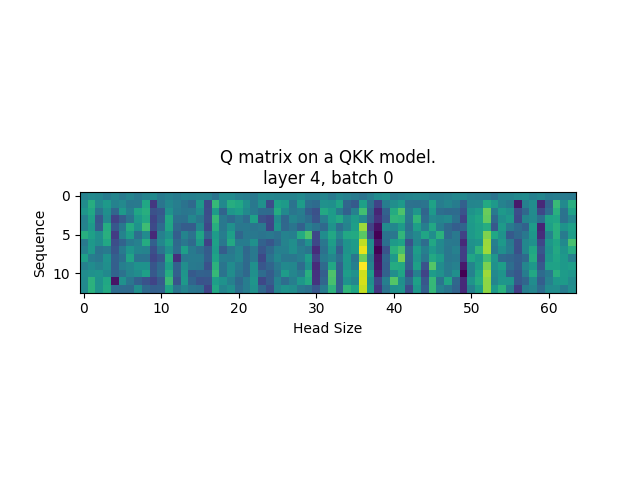 Q matrix on a QKK model.
layer 4, batch 0
Sequence
0
5
10
0 10 20 30 40 50 60
Head Size